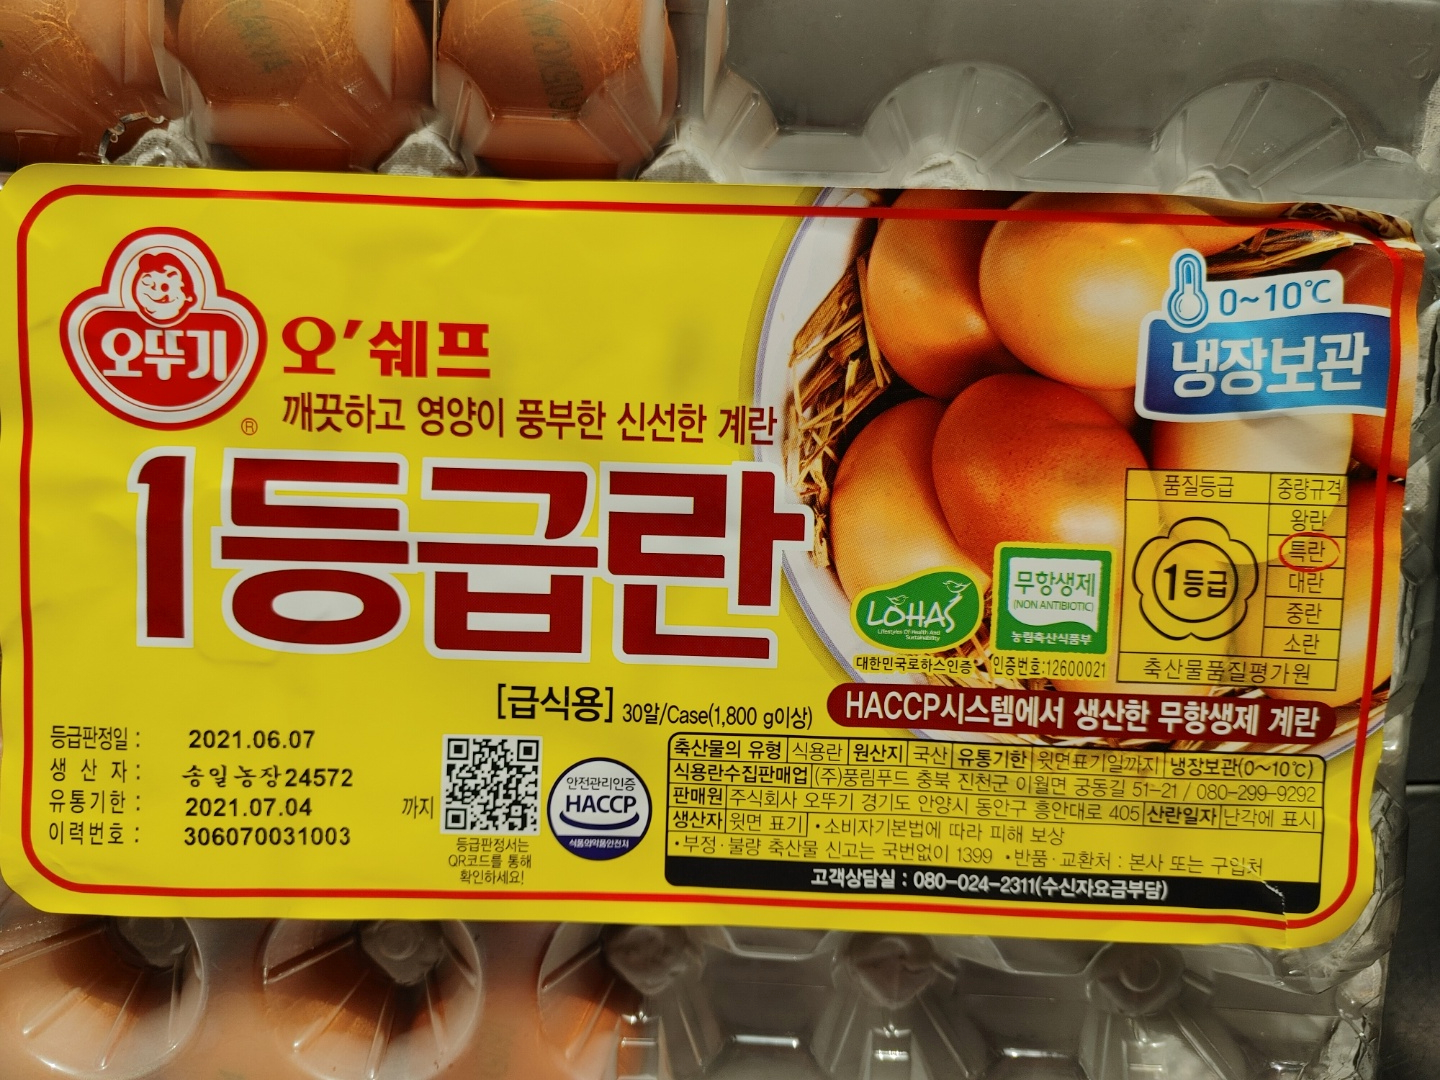 오뚜기
®
오'쉐프
깨끗하고 영양이 풍부한 신선한 계란
1등급란
0~10℃
냉장보관
품질등급 중량규격
1등급
왕란
특란
대란
중란
소란
축산물품질평가원
LOHAS
Lifestyles Of Health And
Sustainability
대한민국로하스인증
무항생제
(NON ANTIBIOTIC)
농림축산식품부
인증번호:12600021
[급식용] 30알/Case(1,800 g이상)
HACCP시스템에서 생산한 무항생제 계란
등급판정일 : 2021.06.07
생 산 자 : 송일농장24572
유통기한 : 2021.07.04 까지
이력번호 : 306070031003
등급판정서는
QR코드를 통해
확인하세요!
안전관리인증
HACCP
식품의약품안전처
축산물의 유형 식용란 원산지 국산 유통기한 윗면표기일까지 냉장보관(0~10℃)
식용란수집판매업 (주)풍림푸드 충북 진천군 이월면 궁동길 51-21 / 080-299-9292
판매원 주식회사 오뚜기 경기도 안양시 동안구 흥안대로 405 산란일자 난각에 표시
생산자 윗면 표기 •소비자기본법에 따라 피해 보상
•부정·불량 축산물 신고는 국번없이 1399 •반품·교환처 : 본사 또는 구입처
고객상담실 : 080-024-2311(수신자요금부담)